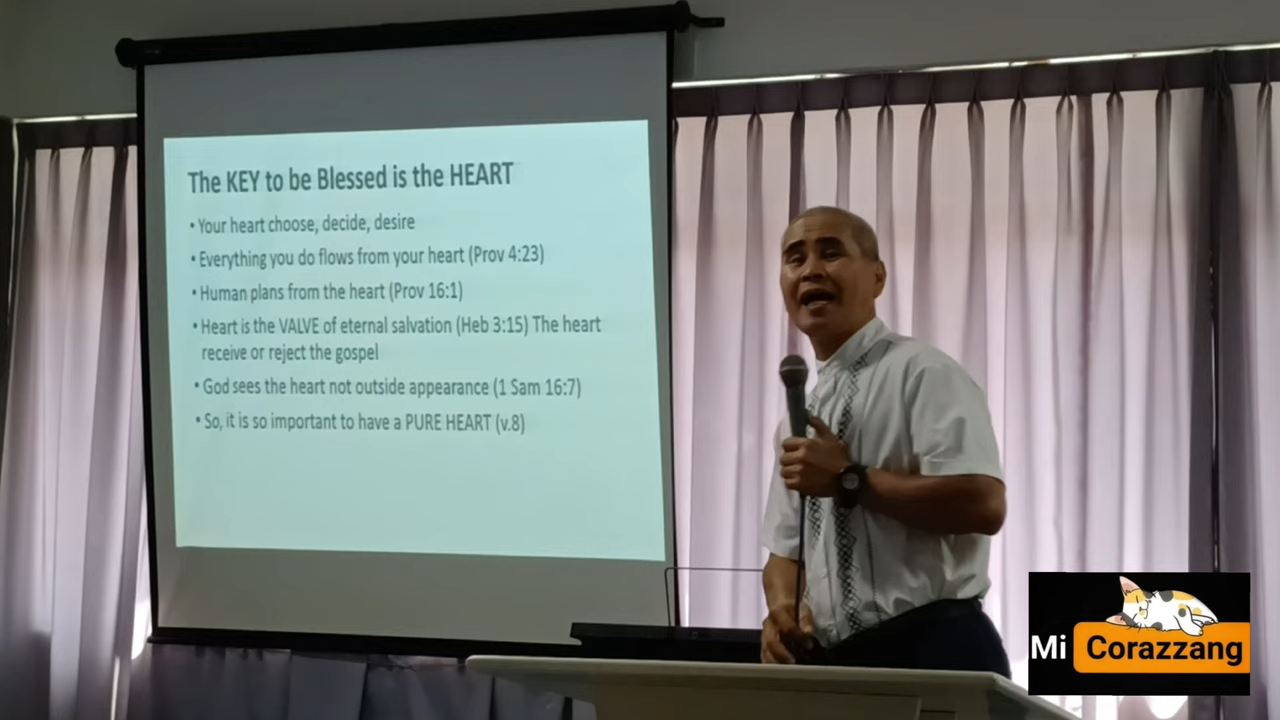 The KEY to be Blessed is the HEART
• Your heart choose, decide, desire
• Everything you do flows from your heart (Prov 4:23)
• Human plans from the heart (Prov 16:1)
• Heart is the VALVE of eternal salvation (Heb 3:15) The heart
receive or reject the gospel
• God sees the heart not outside appearance (1 Sam 16:7)
• So, it is so important to have a PURE HEART (v.8)
Mi Corazzang